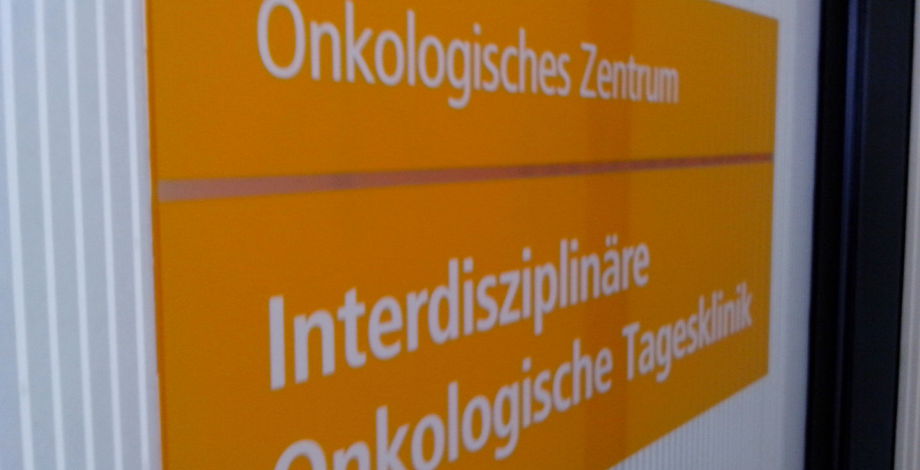 Onkologisches Zentrum
Interdisziplinäre
Onkologische Tagesklinik